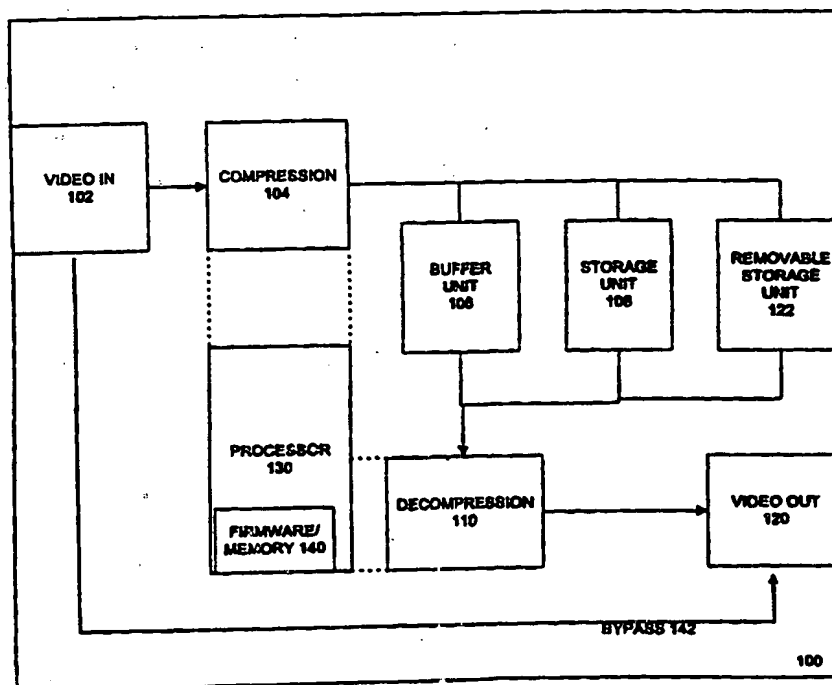 VIDEO IN
102
COMPRESSION
104
BUFFER
UNIT
106
STORAGE
UNIT
108
REMOVABLE
STORAGE
UNIT
122
PROCESSOR
130
FIRMWARE/
MEMORY 140
DECOMPRESSION
110
VIDEO OUT
120
BYPASS 142
100